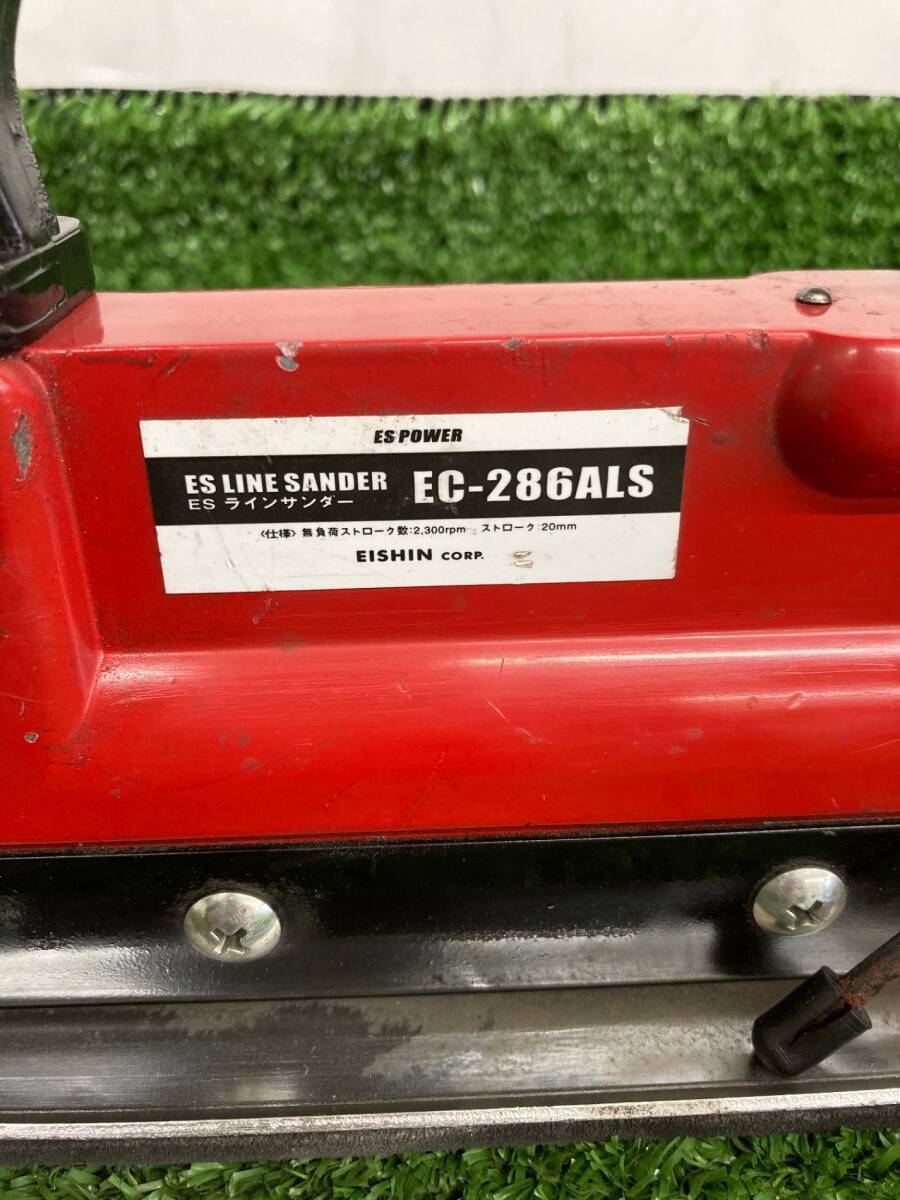 ES POWER
ES LINE SANDER EC-286ALS
ES ラインサンダー
〈仕様〉無負荷ストローク数:2,300rpm ストローク:20mm
EISHIN CORP.